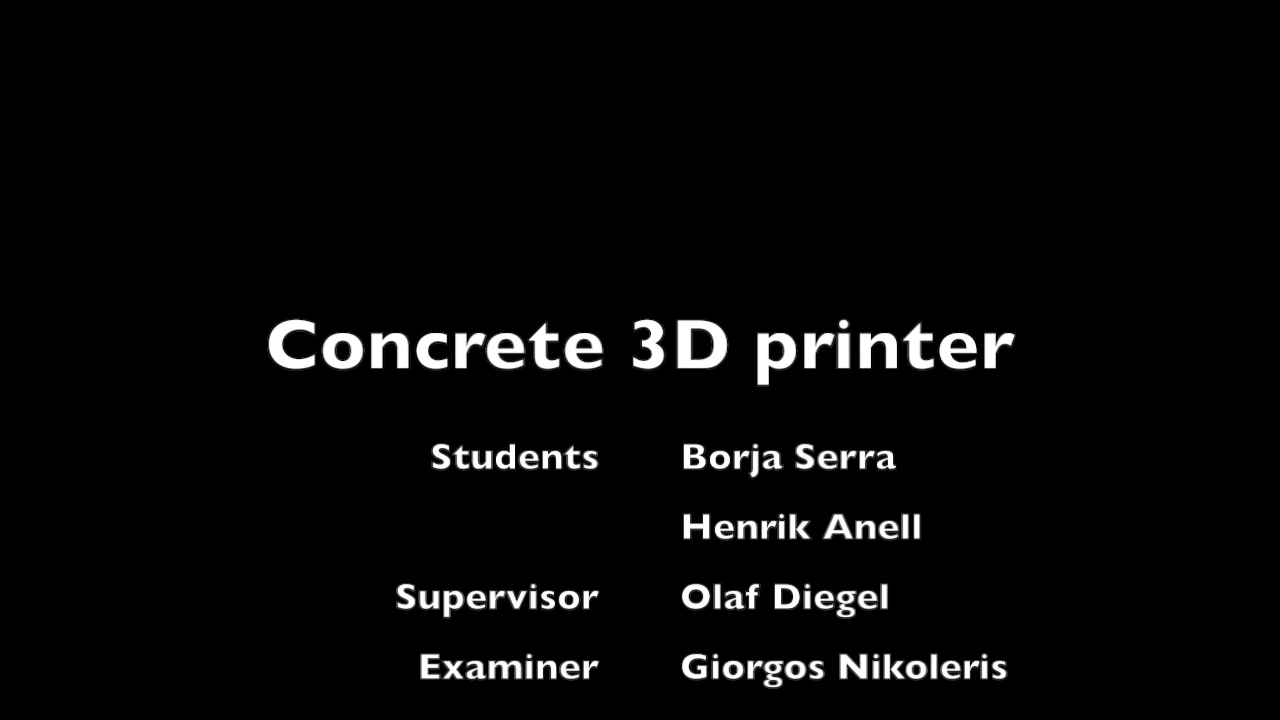 Concrete 3D printer
Students Borja Serra
Henrik Anell
Supervisor Olaf Diegel
Examiner Giorgos Nikoleris